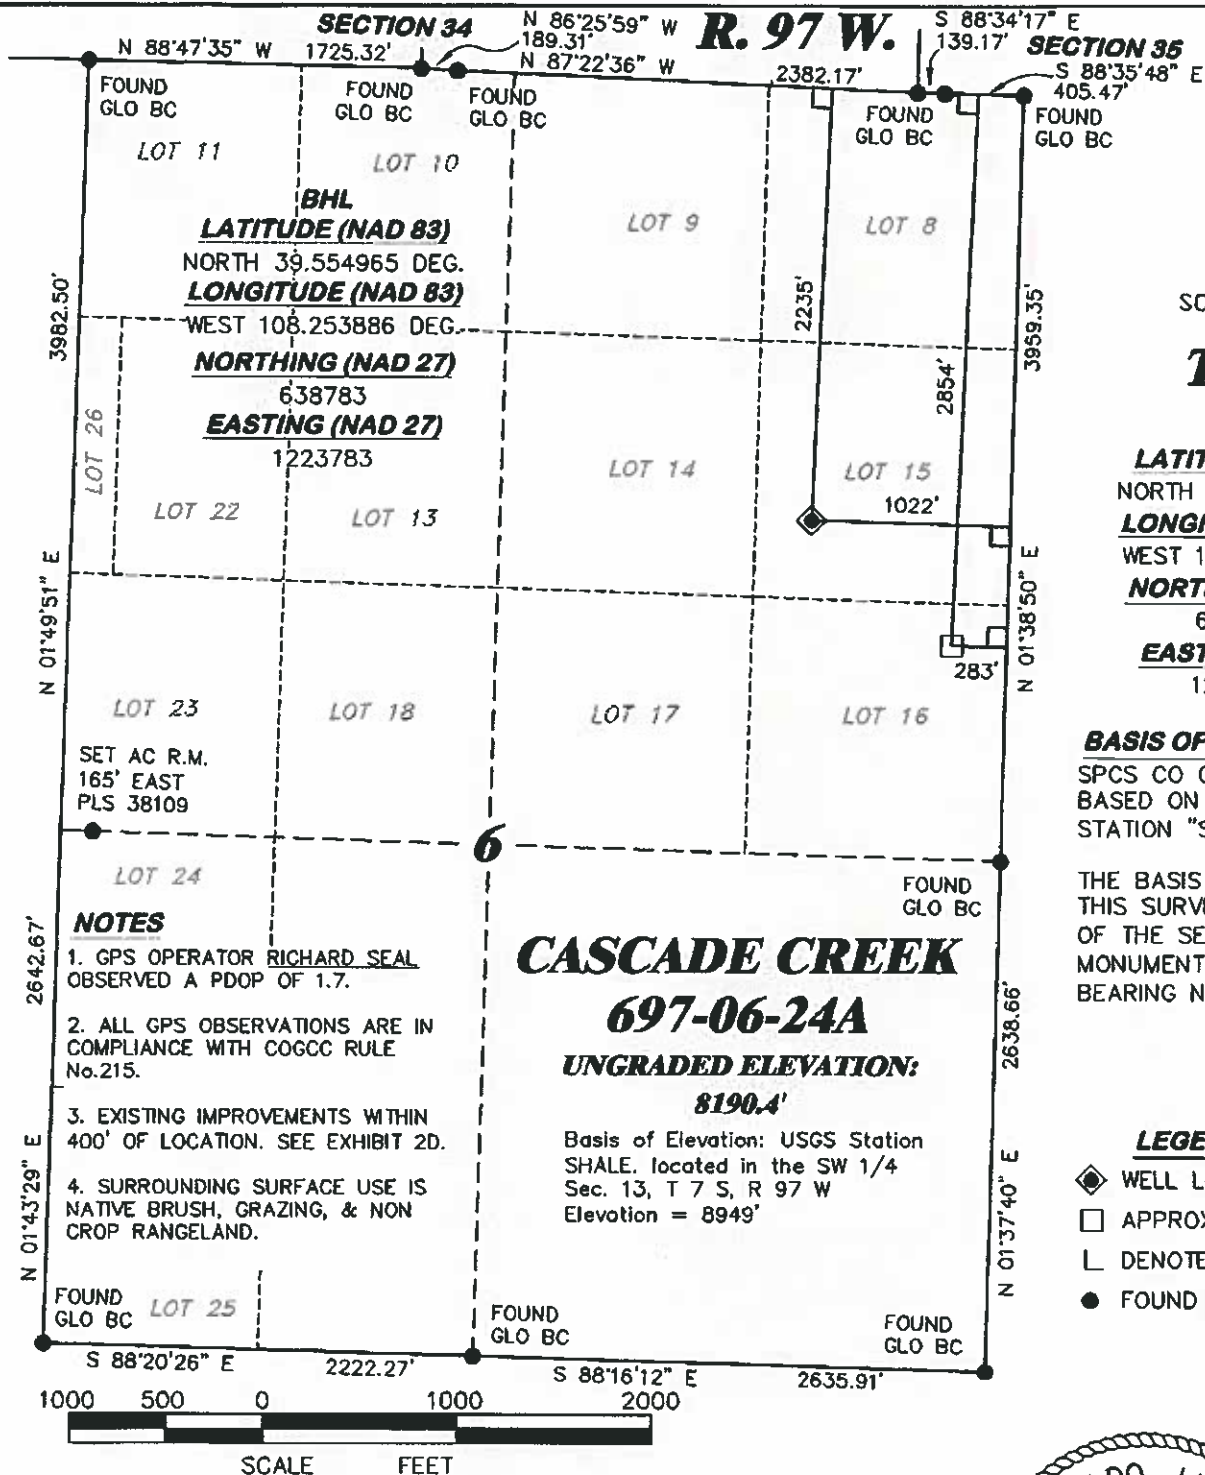 SECTION 34
N 86°25'59" W
189.31'
R. 97 W.
S 88°34'17" E
139.17'
SECTION 35
N 88°47'35" W
1725.32'
N 87°22'36" W
2382.17'
S 88°35'48" E
405.47'
FOUND
GLO BC
FOUND
GLO BC
FOUND
GLO BC
FOUND
GLO BC
FOUND
GLO BC
LOT 11
LOT 10
LOT 9
LOT 8
BHL
LATITUDE (NAD 83)
NORTH 39.554965 DEG.
LONGITUDE (NAD 83)
WEST 108.253886 DEG.
NORTHING (NAD 27)
638783
EASTING (NAD 27)
1223783
3982.50'
2235'
2854'
3959.35'
LOT 26
LOT 22
LOT 13
LOT 14
LOT 15
1022'
283'
N 01°49'51" E
N 01°38'50" E
LOT 23
LOT 18
LOT 17
LOT 16
SET AC R.M.
165' EAST
PLS 38109
6
LOT 24
FOUND
GLO BC
NOTES
1. GPS OPERATOR RICHARD SEAL
OBSERVED A PDOP OF 1.7.
2. ALL GPS OBSERVATIONS ARE IN
COMPLIANCE WITH COGCC RULE
No.215.
3. EXISTING IMPROVEMENTS WITHIN
400' OF LOCATION. SEE EXHIBIT 2D.
4. SURROUNDING SURFACE USE IS
NATIVE BRUSH, GRAZING, & NON
CROP RANGELAND.
2642.67'
N 01°43'29" E
CASCADE CREEK
697-06-24A
UNGRADED ELEVATION:
8190.4'
Basis of Elevation: USGS Station
SHALE. located in the SW 1/4
Sec. 13, T 7 S, R 97 W
Elevation = 8949'
2638.66'
N 01°37'40" E
FOUND
GLO BC
LOT 25
FOUND
GLO BC
FOUND
GLO BC
S 88°20'26" E
2222.27'
S 88°16'12" E
2635.91'
1000 500 0 1000 2000
SCALE FEET
SC
T
LATIT
NORTH
LONGI
WEST 1
NORT
6
EAST
BASIS OF
SPCS CO
BASED ON
STATION "S
THE BASIS
THIS SURV
OF THE SE
MONUMENT
BEARING N
LEGE
WELL L
APPROX
DENOTE
FOUND